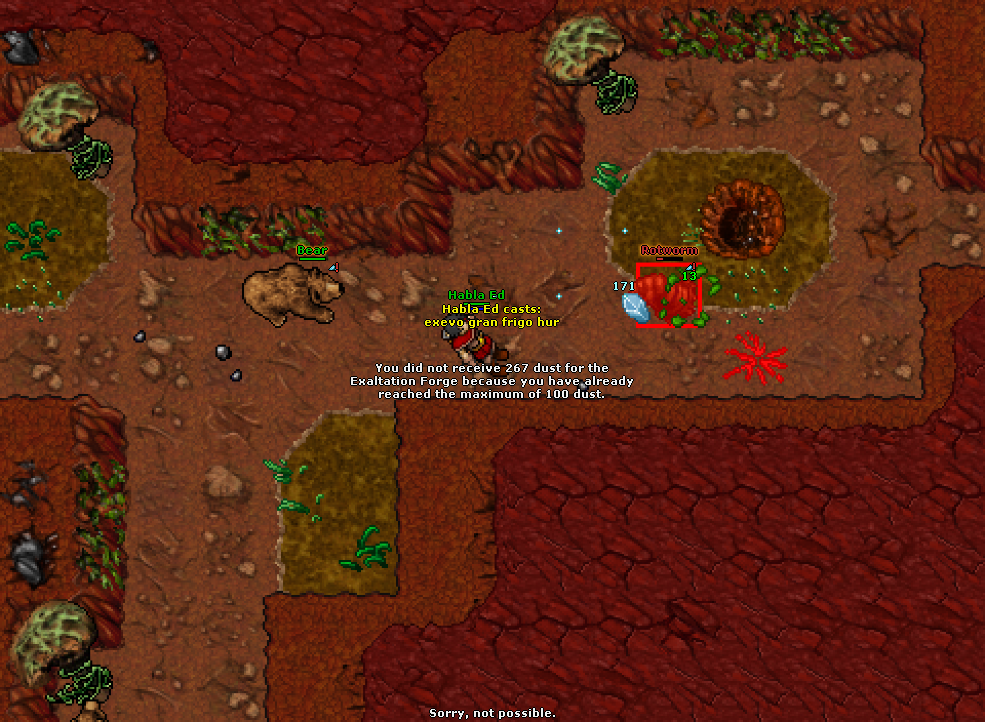 Bear
Rotworm
13
171
Habla Ed
Habla Ed casts:
exevo gran frigo hur
You did not receive 267 dust for the
Exaltation Forge because you have already
reached the maximum of 100 dust.
Sorry, not possible.